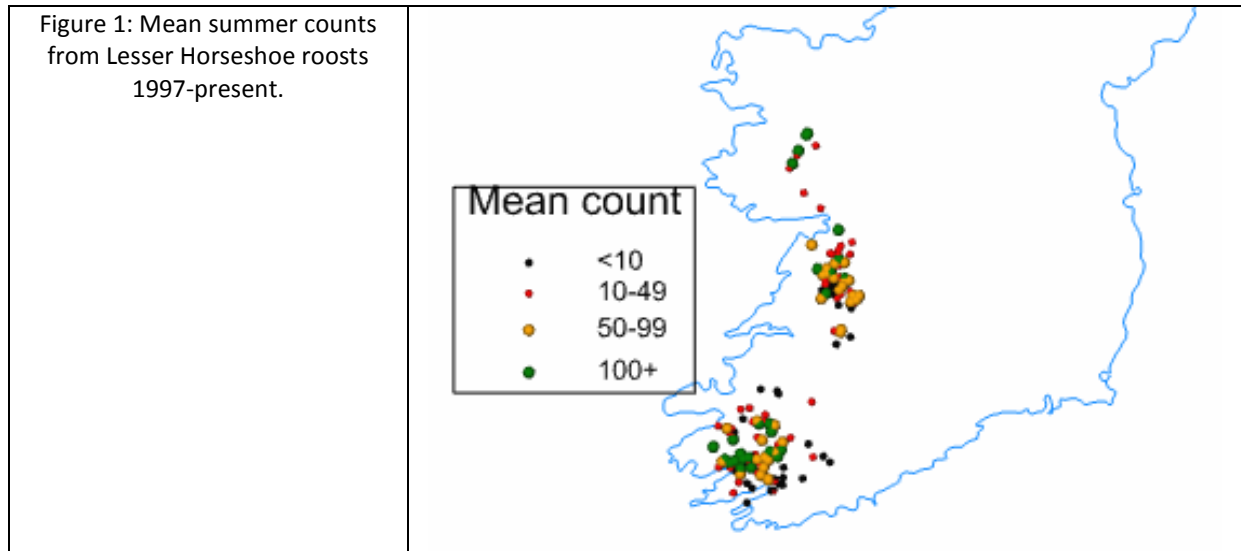 Figure 1: Mean summer counts
from Lesser Horseshoe roosts
1997-present.
Mean count
<10
10-49
50-99
100+